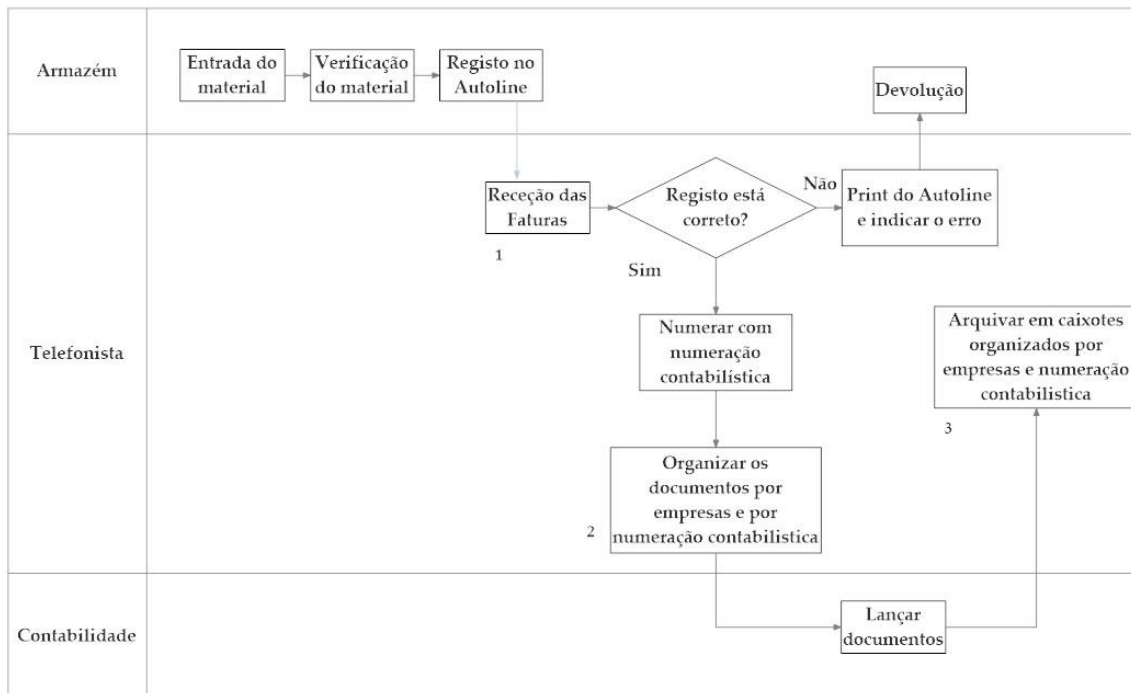 Armazém
Entrada do
material
Verificação
do material
Registo no
Autoline
Devolução
Telefonista
Receção das
Faturas
1
Registo está
correto?
Não
Print do Autoline
e indicar o erro
Sim
Numerar com
numeração
contabilística
Organizar os
documentos por
empresas e por
numeração contabilistica
2
Arquivar em caixotes
organizados por
empresas e numeração
contabilistica
3
Contabilidade
Lançar
documentos